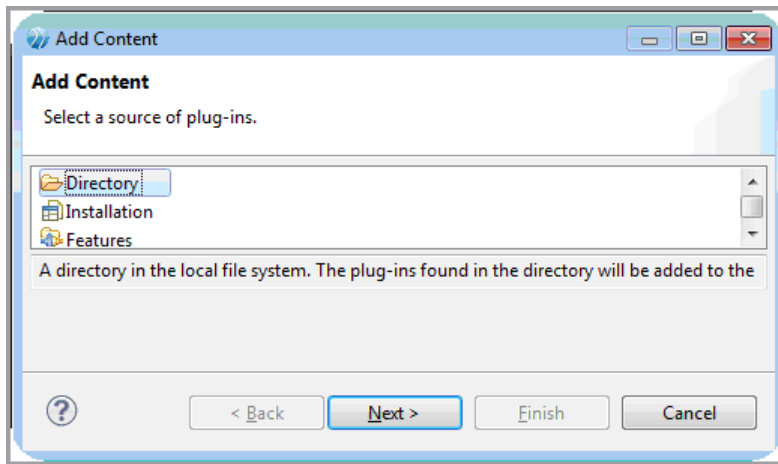 Add Content
Add Content
Select a source of plug-ins.
Directory
Installation
Features
A directory in the local file system. The plug-ins found in the directory will be added to the
?
< Back Next > Finish Cancel